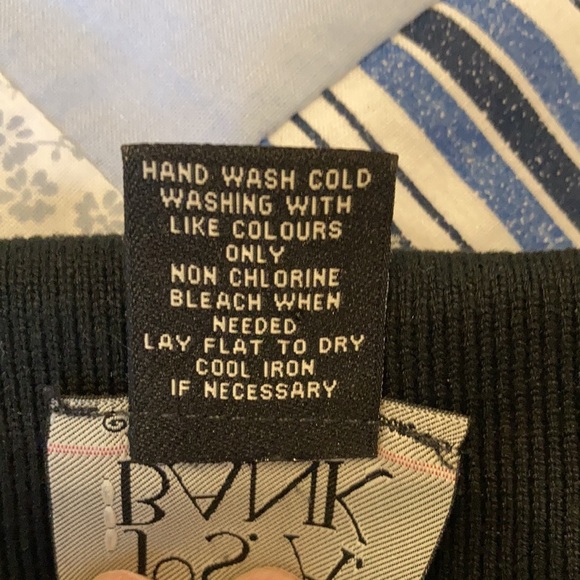 HAND WASH COLD
WASHING WITH
LIKE COLOURS
ONLY
NON CHLORINE
BLEACH WHEN
NEEDED
LAY FLAT TO DRY
COOL IRON
IF NECESSARY
BANK
JOS. A.